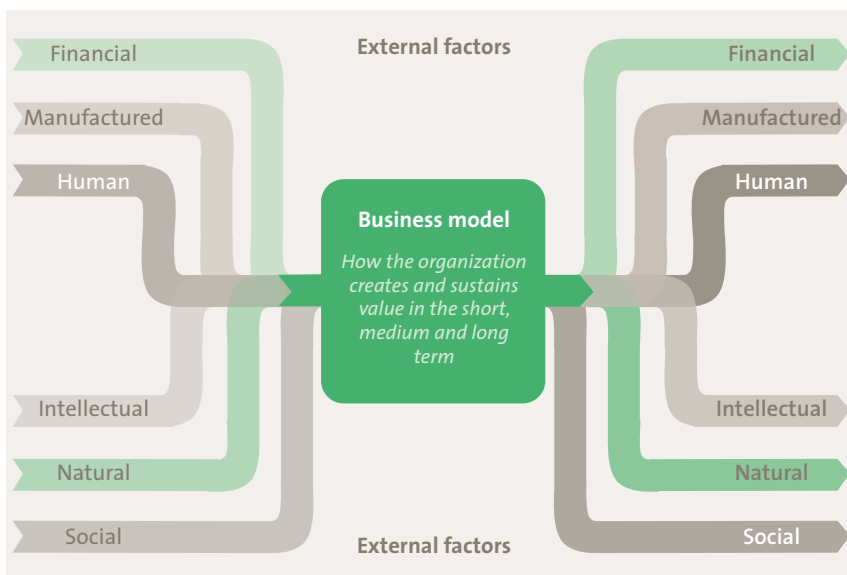 External factors
Financial
Manufactured
Human
Intellectual
Natural
Social
Business model
How the organization
creates and sustains
value in the short,
medium and long
term
Financial
Manufactured
Human
Intellectual
Natural
Social
External factors